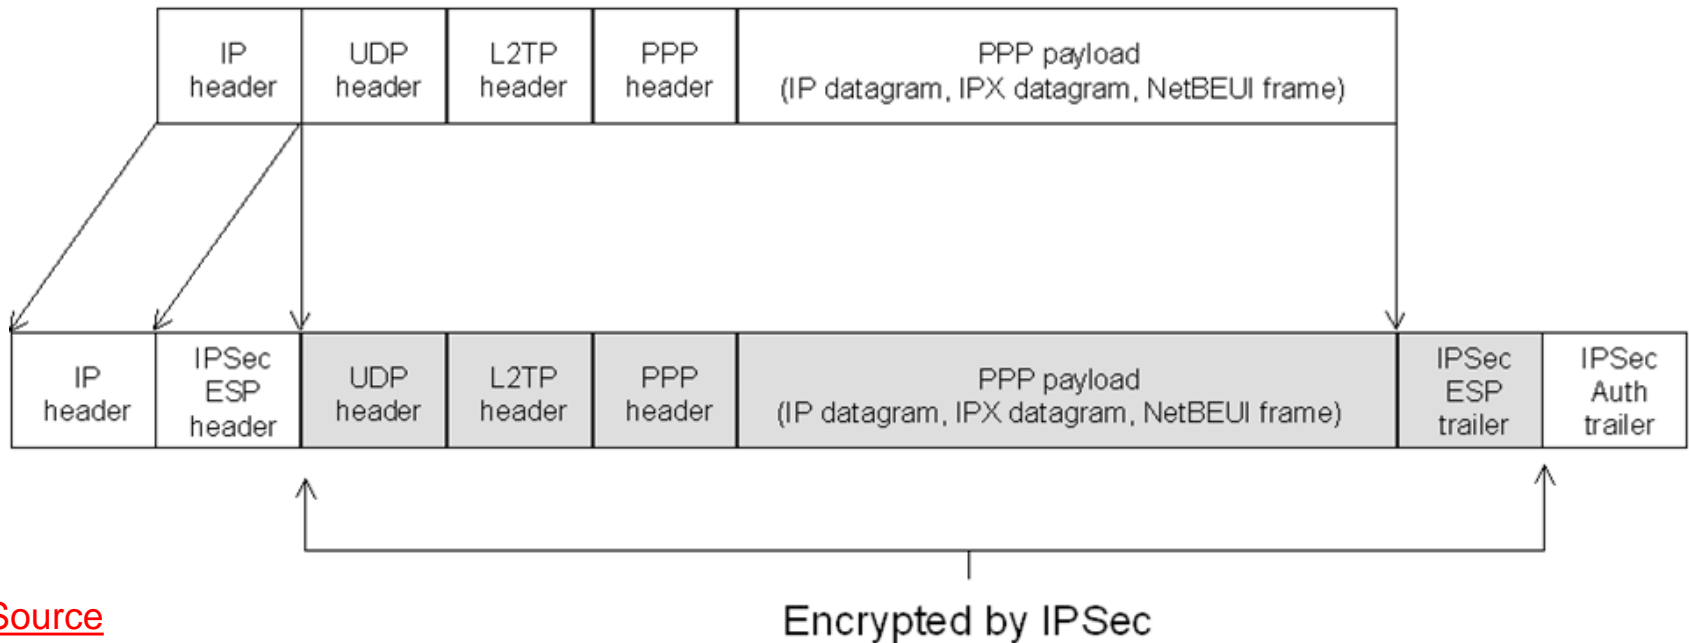 IP
header
UDP
header
L2TP
header
PPP
header
PPP payload
(IP datagram, IPX datagram, NetBEUI frame)
IP
header
IPSec
ESP
header
UDP
header
L2TP
header
PPP
header
PPP payload
(IP datagram, IPX datagram, NetBEUI frame)
IPSec
ESP
trailer
IPSec
Auth
trailer
Encrypted by IPSec
Source